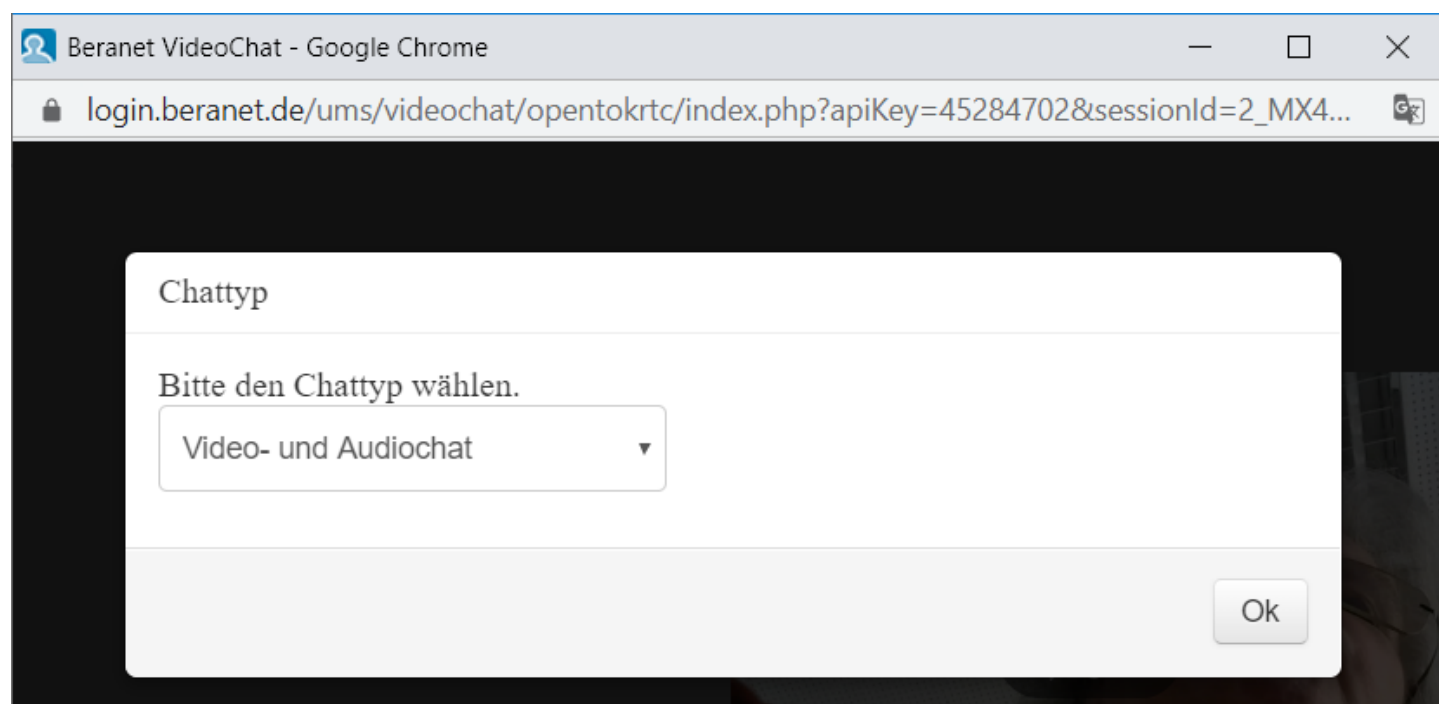 Beranet VideoChat - Google Chrome
login.beranet.de/ums/videochat/opentokrtc/index.php?apiKey=45284702&sessionId=2_MX4...
Chattyp
Bitte den Chattyp wählen.
Video- und Audiochat
Ok